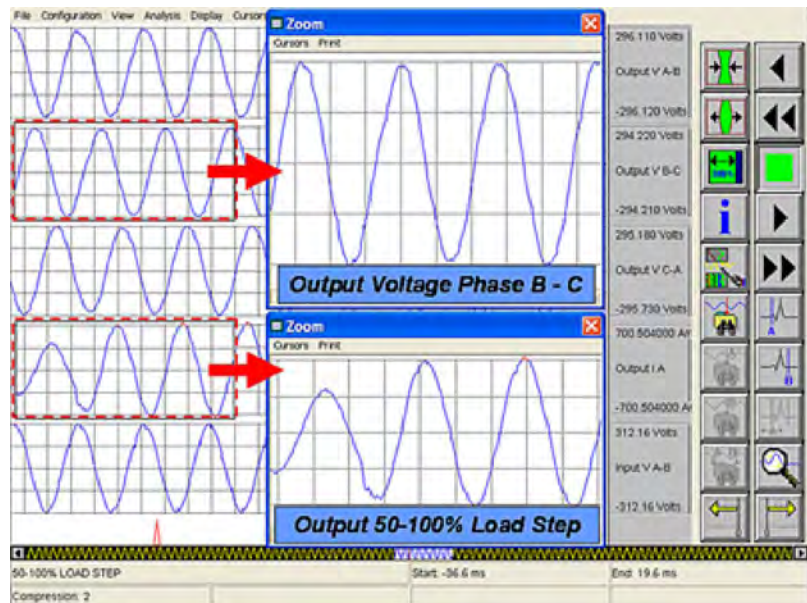 File Configuration View Analysis Display Cursors
Zoom
Cursors Print
Output Voltage Phase B - C
Zoom
Cursors Print
Output 50-100% Load Step
296.110 Volts
Output V A-B
-296.120 Volts
294.220 Volts
Output V B-C
-294.210 Volts
295.180 Volts
Output V C-A
-295.730 Volts
700.504000 Am
Output I A
-700.504000 A
312.16 Volts
Input V A-B
-312.16 Volts
100%
A
B
50-100% LOAD STEP
Start: -36.6 ms
End: 19.6 ms
Compression: 2